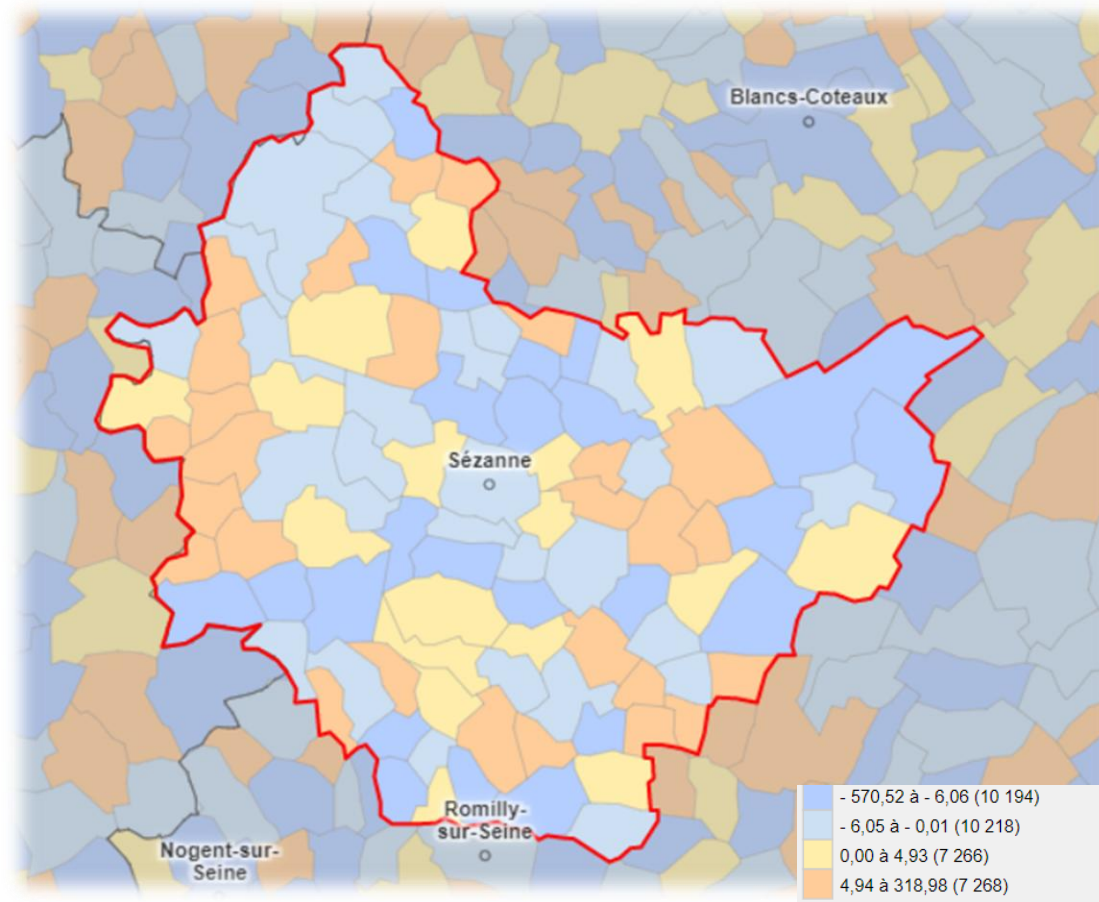 Blancs-Coteaux
Sézanne
Romilly-
sur-Seine
Nogent-sur-
Seine
- 570,52 à - 6,06 (10 194)
- 6,05 à - 0,01 (10 218)
0,00 à 4,93 (7 266)
4,94 à 318,98 (7 268)